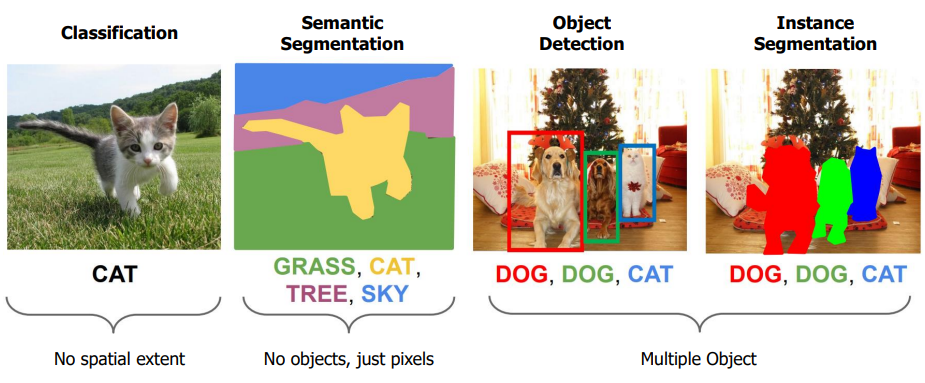 Classification
Semantic
Segmentation
Object
Detection
Instance
Segmentation
CAT
GRASS, CAT,
TREE, SKY
DOG, DOG, CAT
DOG, DOG, CAT
No spatial extent
No objects, just pixels
Multiple Object